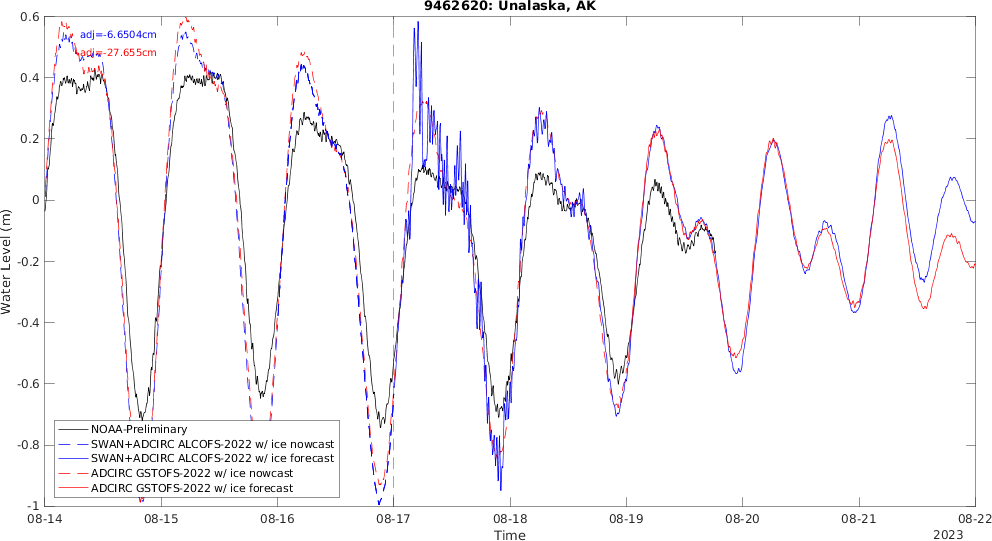 9462620: Unalaska, AK
0.6
adj=-6.6504cm
adj=-27.655cm
0.4
0.2
0
-0.2
-0.4
-0.6
-0.8
-1
Water Level (m)
NOAA-Preliminary
SWAN+ADCIRC ALCOFS-2022 w/ ice nowcast
SWAN+ADCIRC ALCOFS-2022 w/ ice forecast
ADCIRC GSTOFS-2022 w/ ice nowcast
ADCIRC GSTOFS-2022 w/ ice forecast
08-14 08-15 08-16 08-17 08-18 08-19 08-20 08-21 08-22
Time
2023